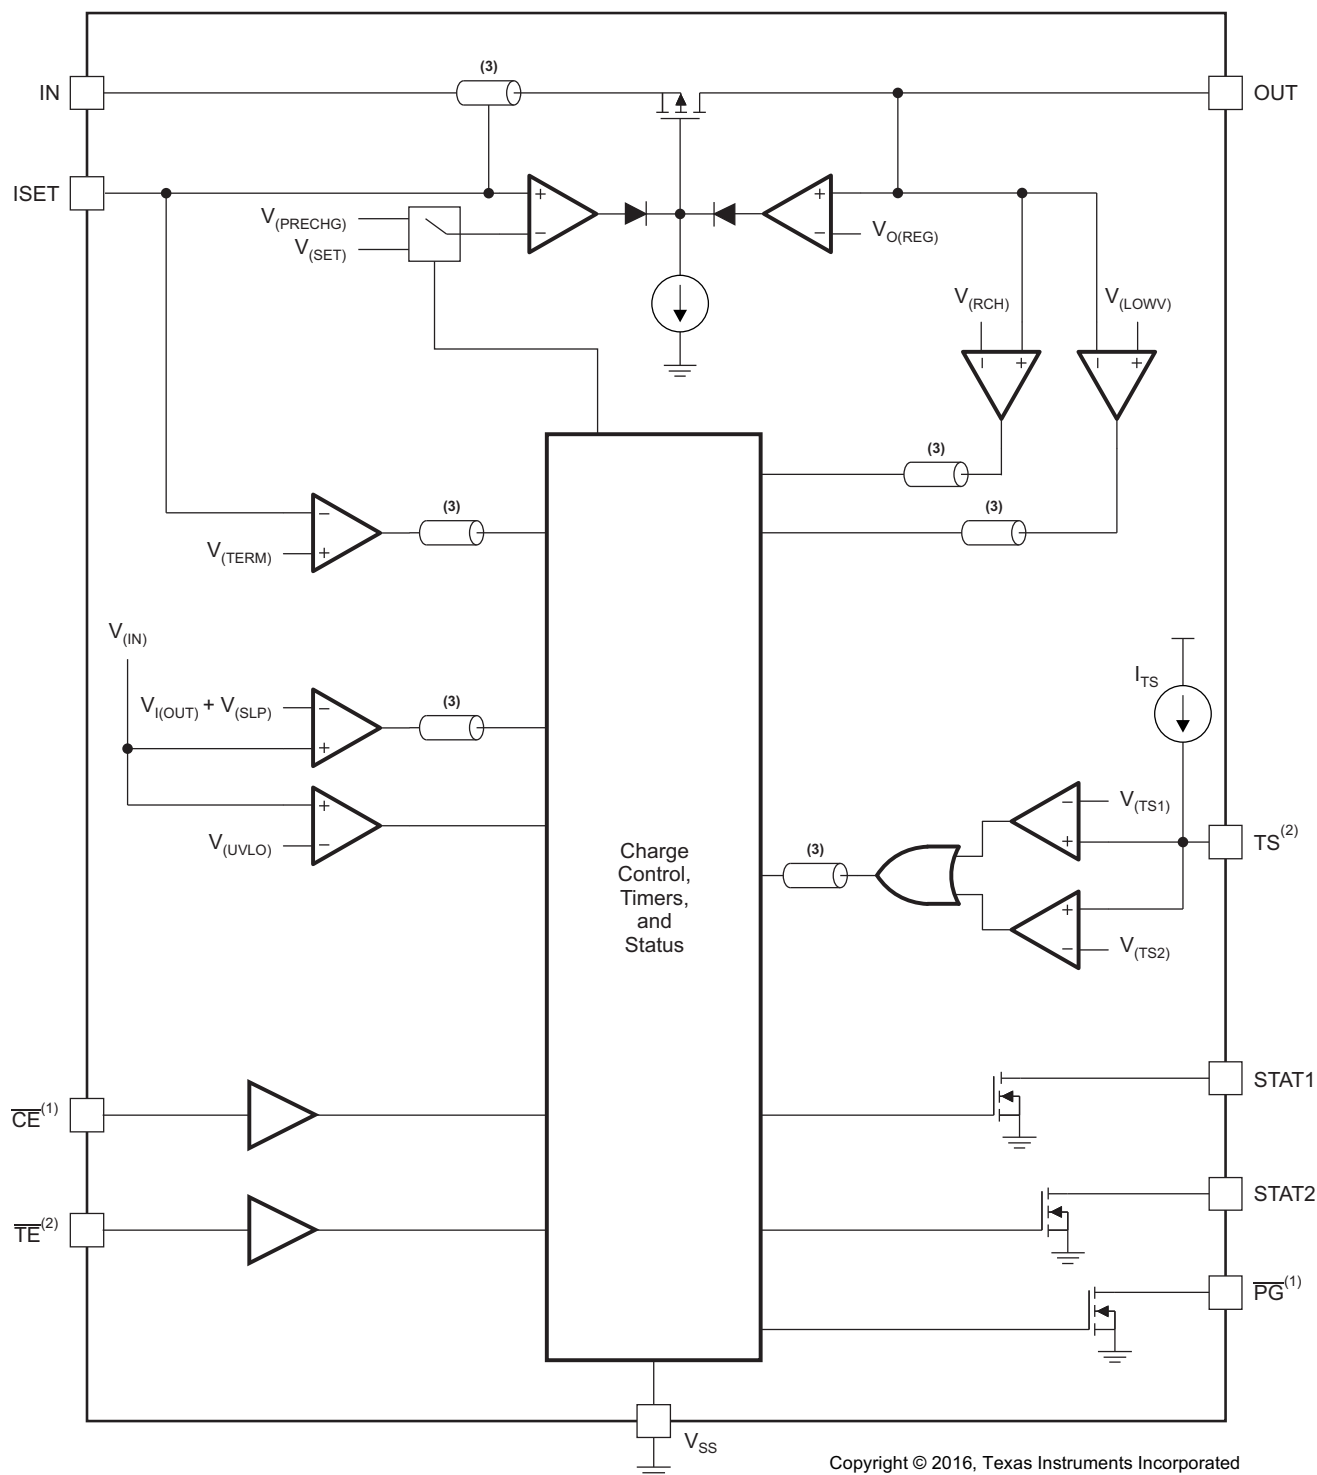 (3)
IN
OUT
ISET
V(PRECHG)
V(SET)
+
−
+
−
VO(REG)
V(RCH)
V(LOWV)
−
+
−
+
(3)
(3)
(3)
−
V(TERM)
+
V(IN)
ITS
VI(OUT) + V(SLP)
−
+
(3)
+
V(UVLO)
−
Charge
Control,
Timers,
and
Status
(3)
−
V(TS1)
+
TS(2)
+
−
V(TS2)
STAT1
CE(1)
STAT2
TE(2)
PG(1)
VSS
Copyright © 2016, Texas Instruments Incorporated